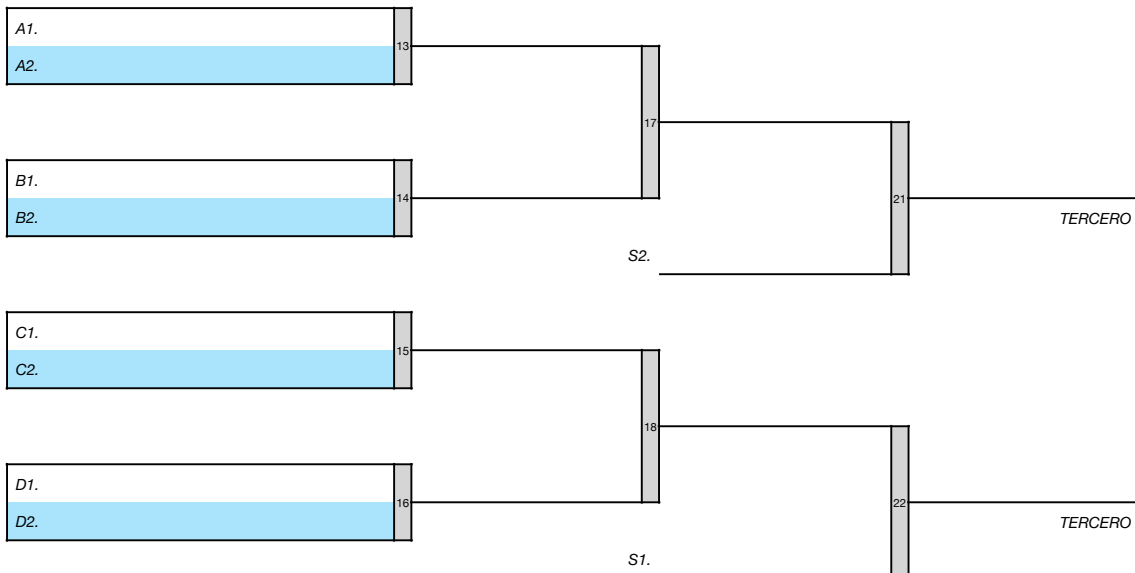 A1.
13
A2.
17
B1.
14
B2.
21
TERCERO
S2.
C1.
15
C2.
18
D1.
16
D2.
22
TERCERO
S1.